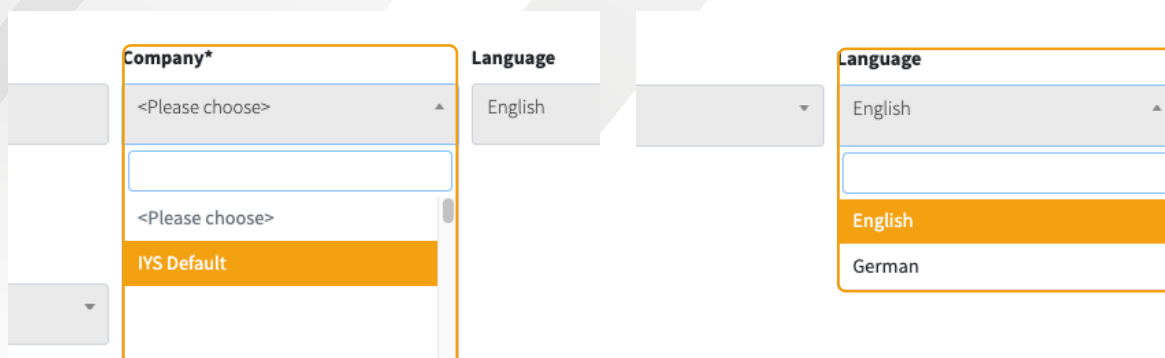 Company*
Language
<Please choose>
English
<Please choose>
IYS Default
Language
English
English
German